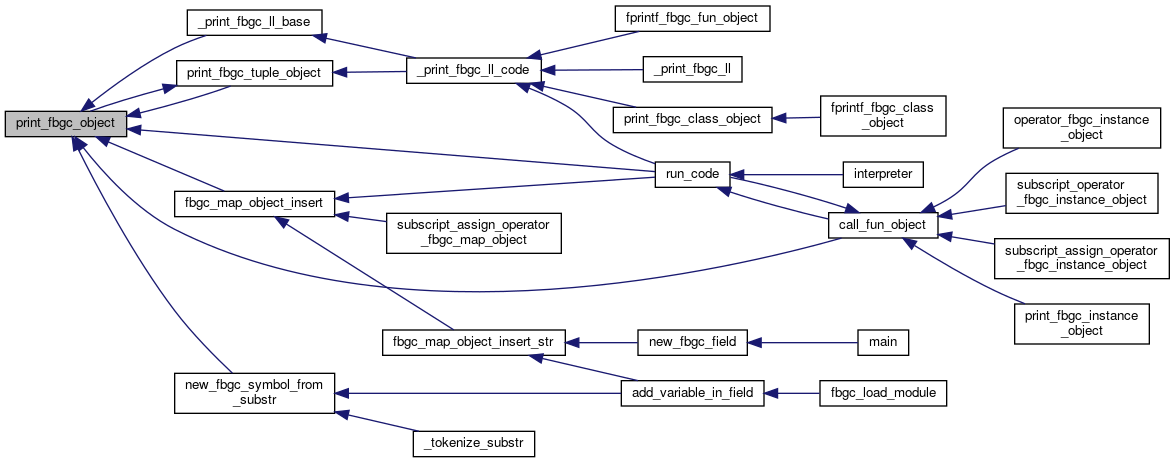 _print_fbgc_ll_base
fprintf_fbgc_fun_object
print_fbgc_tuple_object
_print_fbgc_ll_code
_print_fbgc_ll
print_fbgc_object
print_fbgc_class_object
fprintf_fbgc_class
_object
operator_fbgc_instance
_object
run_code
interpreter
subscript_operator
_fbgc_instance_object
fbgc_map_object_insert
subscript_assign_operator
_fbgc_map_object
call_fun_object
subscript_assign_operator
_fbgc_instance_object
print_fbgc_instance
_object
fbgc_map_object_insert_str
new_fbgc_field
main
new_fbgc_symbol_from
_substr
add_variable_in_field
fbgc_load_module
_tokenize_substr